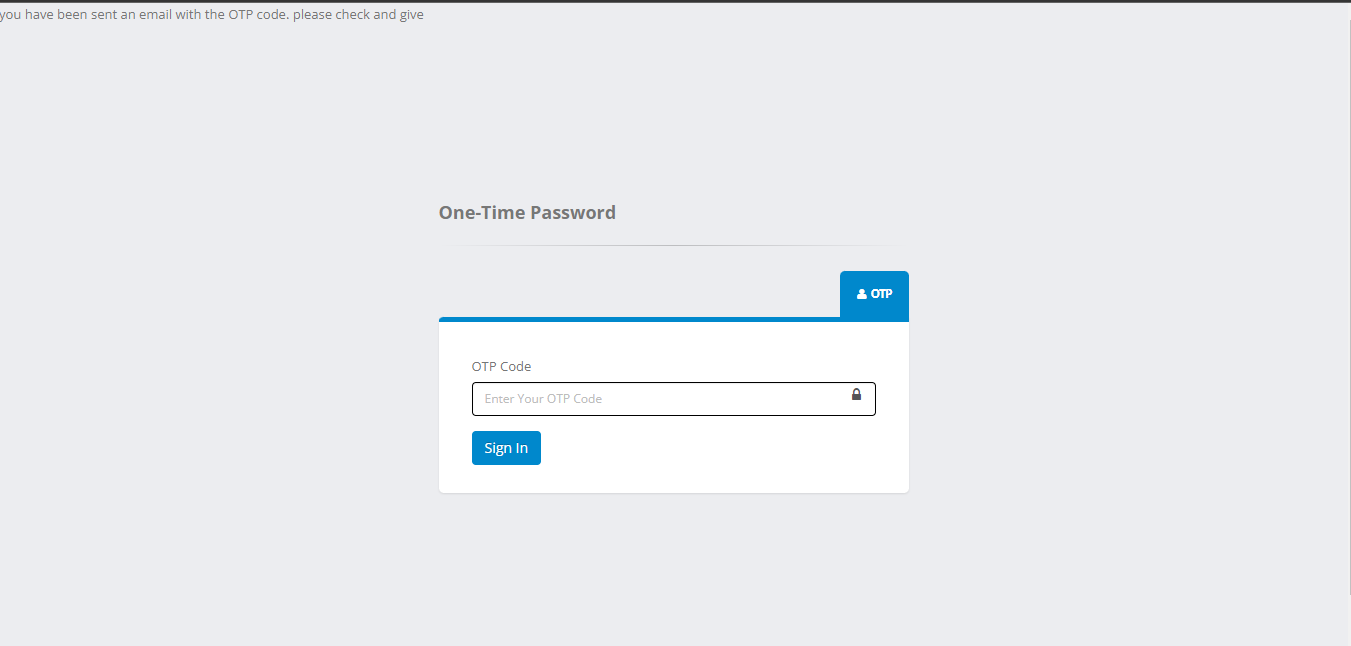 you have been sent an email with the OTP code. please check and give
One-Time Password
OTP
OTP Code
Enter Your OTP Code
Sign In